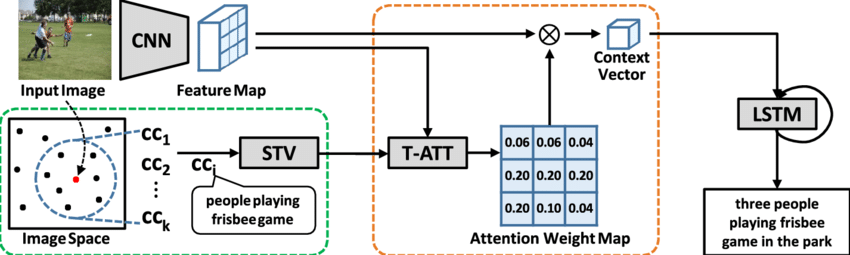 CNN
Input Image
Feature Map
Context
Vector
LSTM
CC1
CC2
CCk
CCi
STV
T-ATT
people playing
frisbee game
Image Space
0.06 0.06 0.04
0.20 0.20 0.20
0.20 0.10 0.04
Attention Weight Map
three people
playing frisbee
game in the park